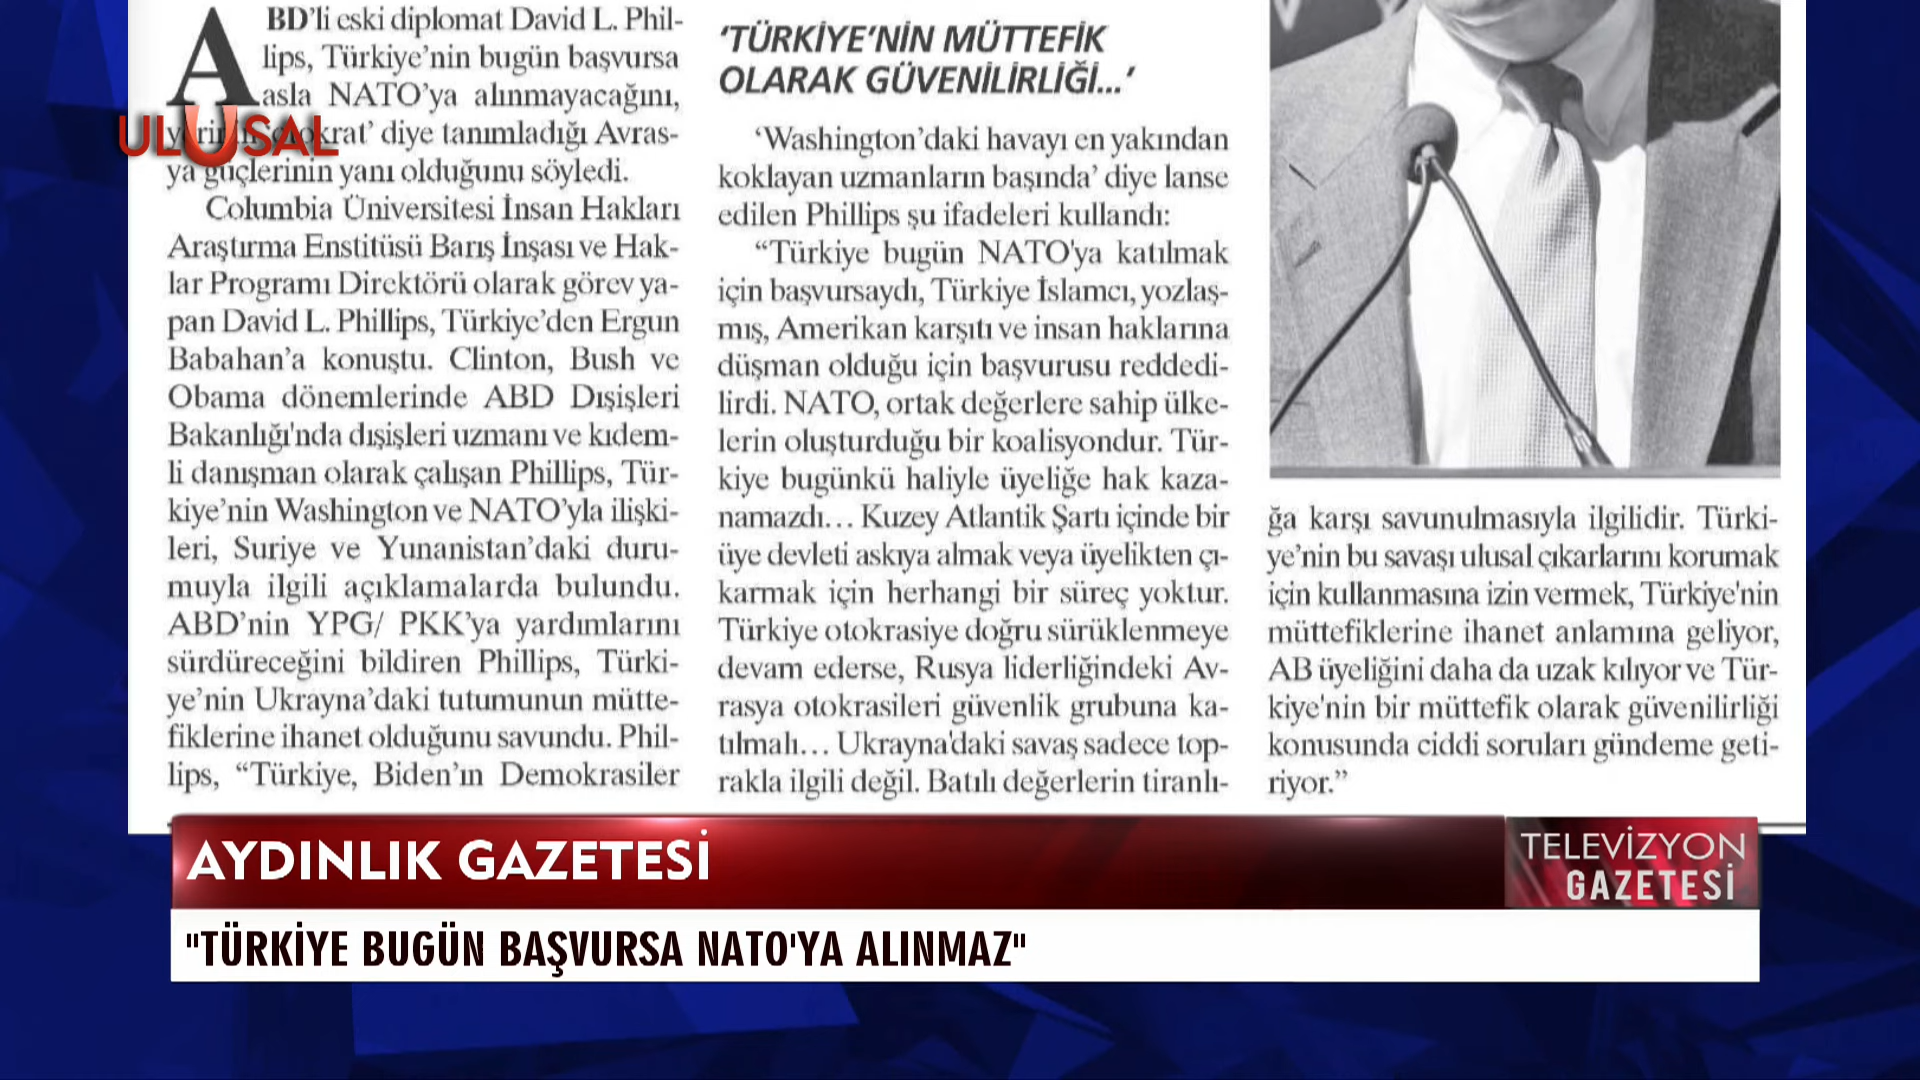 ABD’li eski diplomat David L. Phil-
lips, Türkiye’nin bugün başvursa
asla NATO’ya alınmayacağını,
krat’ diye tanımladığı Avras-
ya güçlerinin yanı olduğunu söyledi.
Columbia Üniversitesi İnsan Hakları
Araştırma Enstitüsü Barış İnşası ve Hak-
lar Programı Direktörü olarak görev ya-
pan David L. Phillips, Türkiye’den Ergun
Babahan’a konuştu. Clinton, Bush ve
Obama dönemlerinde ABD Dışişleri
Bakanlığı'nda dışişleri uzmanı ve kıdem-
li danışman olarak çalışan Phillips, Tür-
kiye’nin Washington ve NATO’yla ilişki-
leri, Suriye ve Yunanistan’daki duru-
muyla ilgili açıklamalarda bulundu.
ABD’nin YPG/ PKK’ya yardımlarını
sürdüreceğini bildiren Phillips, Türki-
ye’nin Ukrayna’daki tutumunun mütte-
fiklerine ihanet olduğunu savundu. Phil-
lips, “Türkiye, Biden’ın Demokrasiler
‘TÜRKİYE’NİN MÜTTEFİK
OLARAK GÜVENİLİRLİĞİ...’
‘Washington’daki havayı en yakından
koklayan uzmanların başında’ diye lanse
edilen Phillips şu ifadeleri kullandı:
“Türkiye bugün NATO'ya katılmak
için başvursaydı, Türkiye İslamcı, yozlaş-
mış, Amerikan karşıtı ve insan haklarına
düşman olduğu için başvurusu reddedi-
lirdi. NATO, ortak değerlere sahip ülke-
lerin oluşturduğu bir koalisyondur. Tür-
kiye bugünkü haliyle üyeliğe hak kaza-
namazdı… Kuzey Atlantik Şartı içinde bir
üye devleti askıya almak veya üyelikten çı-
karmak için herhangi bir süreç yoktur.
Türkiye otokrasiye doğru sürüklenmeye
devam ederse, Rusya liderliğindeki Av-
rasya otokrasileri güvenlik grubuna ka-
tılmalı… Ukrayna'daki savaş sadece top-
rakla ilgili değil. Batılı değerlerin tiranlı-
ğa karşı savunulmasıyla ilgilidir. Türki-
ye’nin bu savaşı ulusal çıkarlarını korumak
için kullanmasına izin vermek, Türkiye'nin
müttefiklerine ihanet anlamına geliyor,
AB üyeliğini daha da uzak kılıyor ve Tür-
kiye'nin bir müttefik olarak güvenilirliği
konusunda ciddi soruları gündeme geti-
riyor.”
ULUSAL
AYDINLIK GAZETESİ
TELEVİZYON
GAZETESİ
"TÜRKİYE BUGÜN BAŞVURSA NATO'YA ALINMAZ"